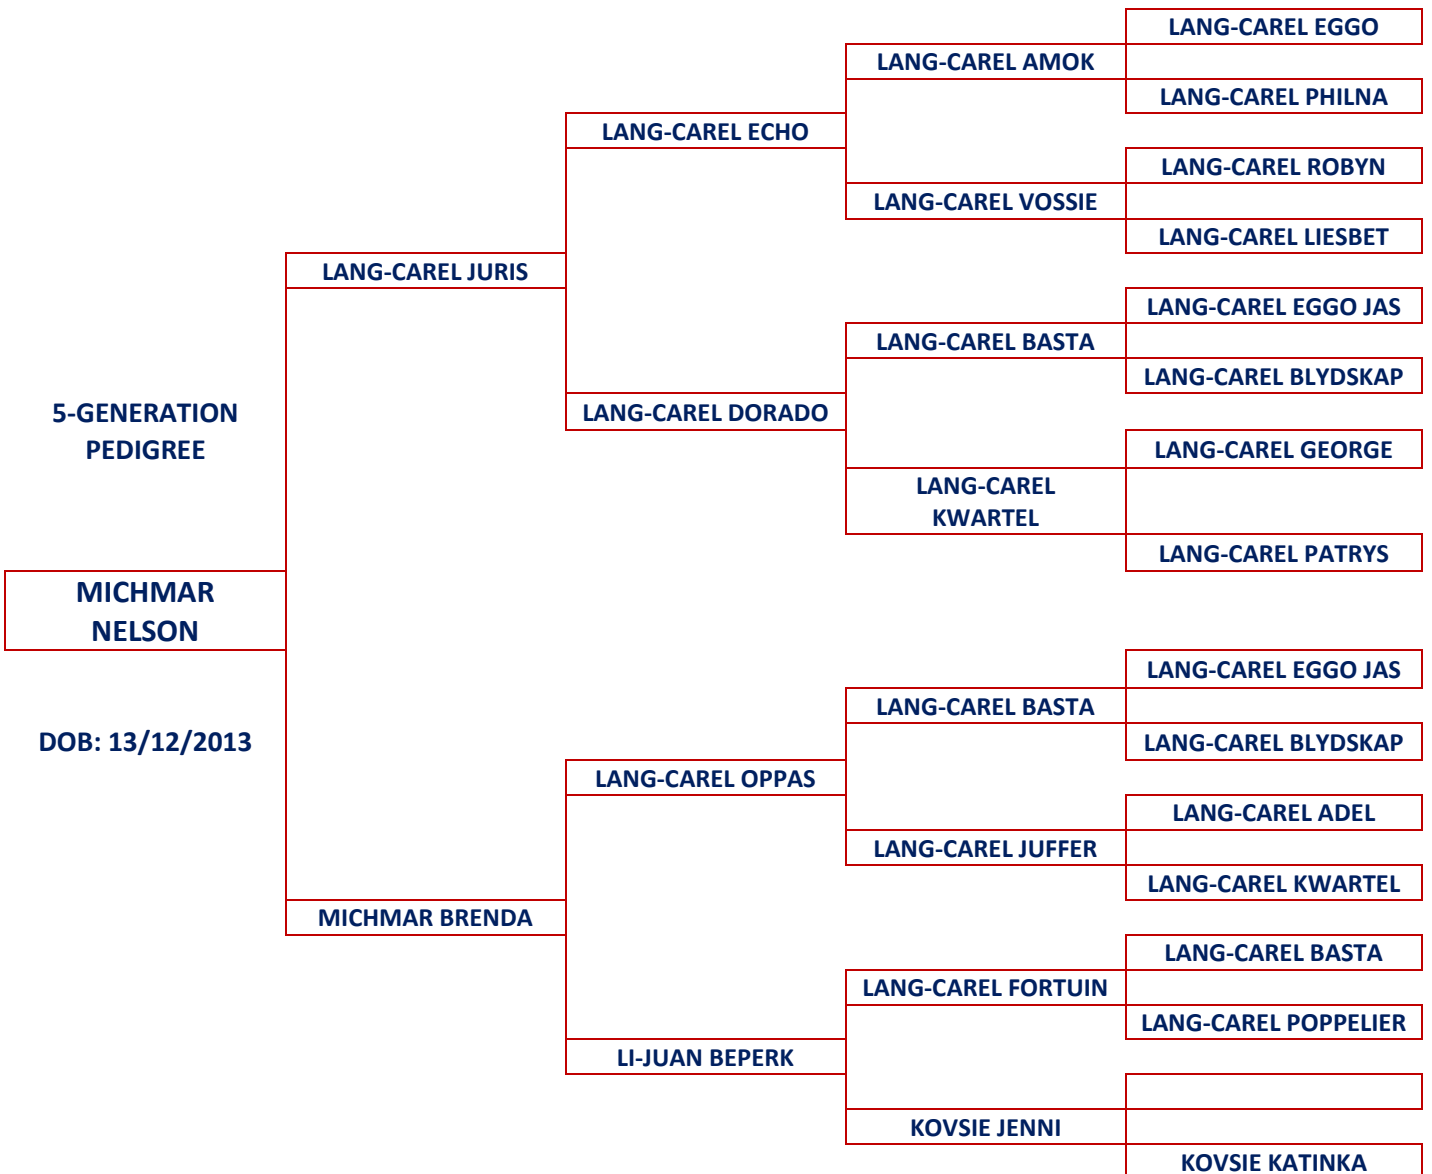 LANG-CAREL EGGO
LANG-CAREL AMOK
LANG-CAREL PHILNA
LANG-CAREL ECHO
LANG-CAREL ROBYN
LANG-CAREL VOSSIE
LANG-CAREL LIESBET
LANG-CAREL JURIS
LANG-CAREL EGGO JAS
LANG-CAREL BASTA
LANG-CAREL BLYDSKAP
5-GENERATION
PEDIGREE
LANG-CAREL DORADO
LANG-CAREL GEORGE
LANG-CAREL
KWARTEL
LANG-CAREL PATRYS
MICHMAR
NELSON
LANG-CAREL EGGO JAS
LANG-CAREL BASTA
DOB: 13/12/2013
LANG-CAREL BLYDSKAP
LANG-CAREL OPPAS
LANG-CAREL ADEL
LANG-CAREL JUFFER
LANG-CAREL KWARTEL
MICHMAR BRENDA
LANG-CAREL BASTA
LANG-CAREL FORTUIN
LANG-CAREL POPPELIER
LI-JUAN BEPERK
KOVSIE JENNI
KOVSIE KATINKA